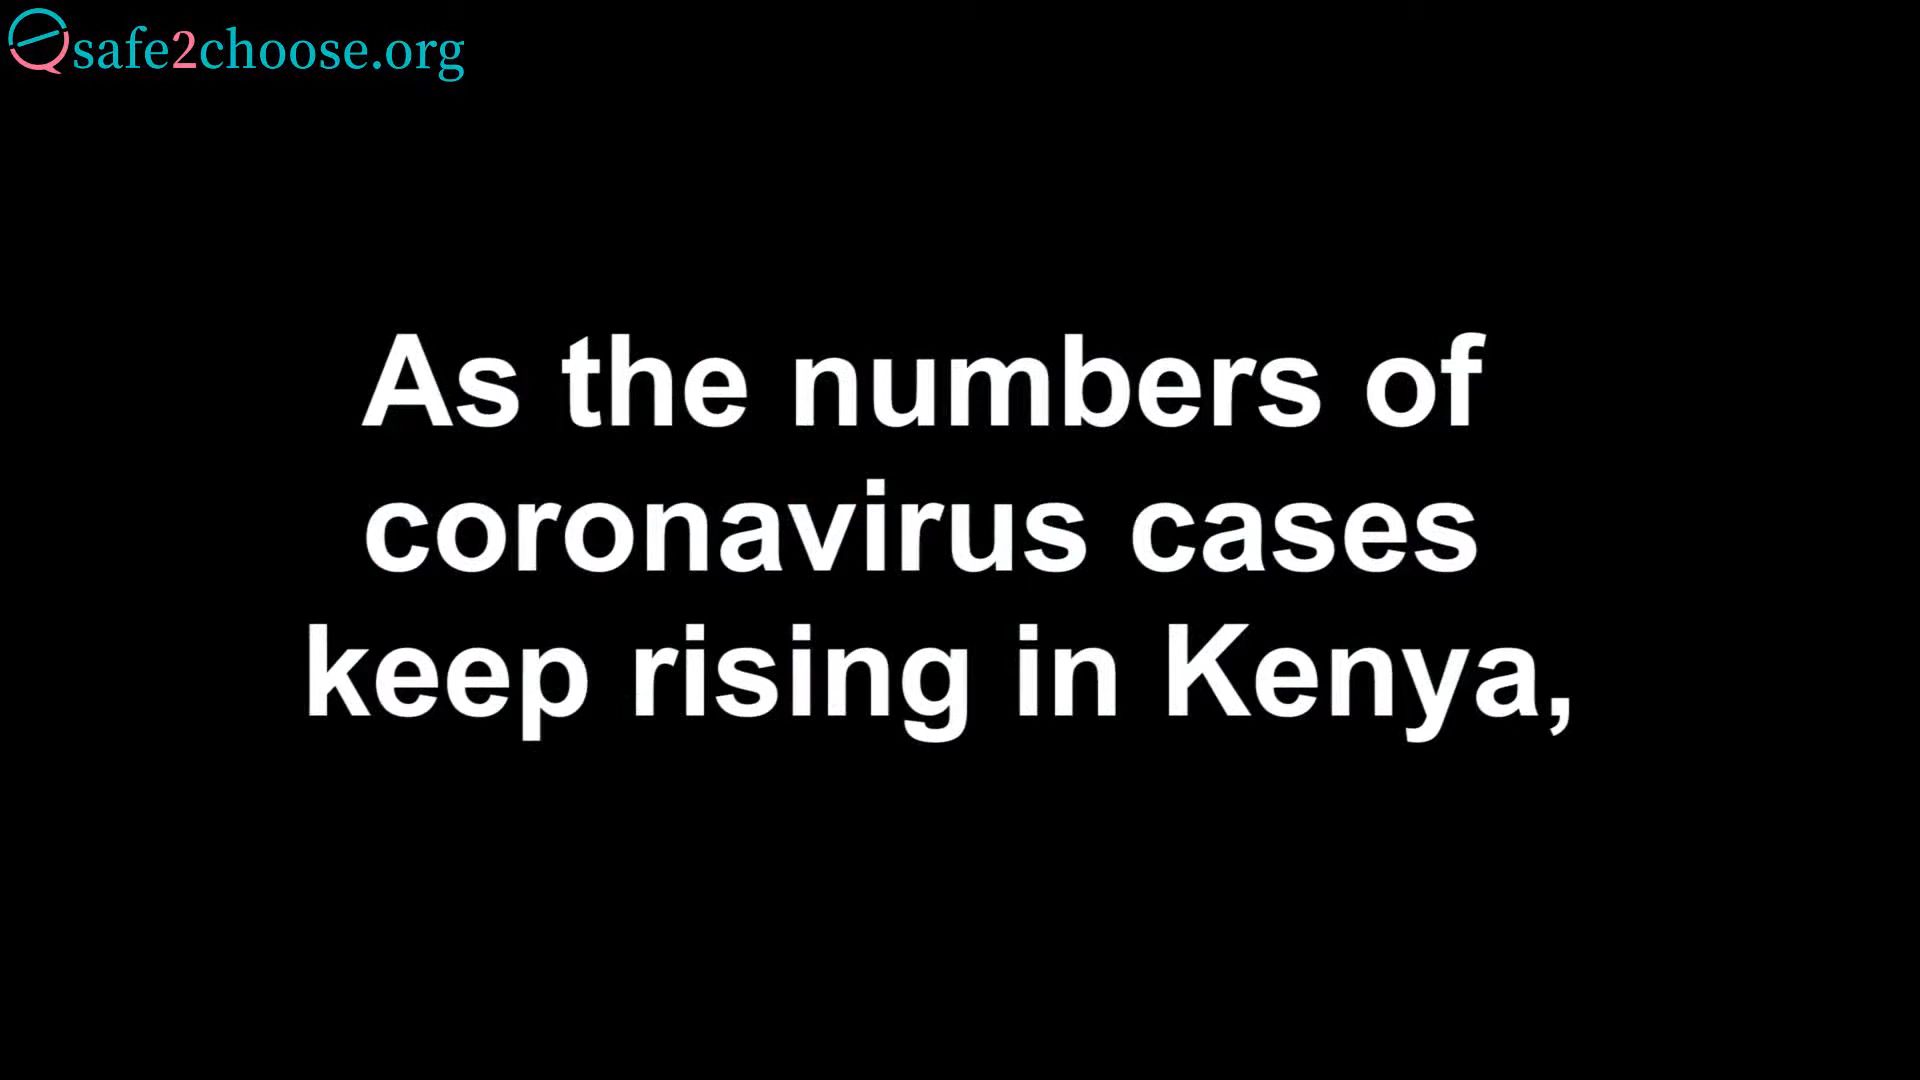 safe2choose.org
As the numbers of
coronavirus cases
keep rising in Kenya,